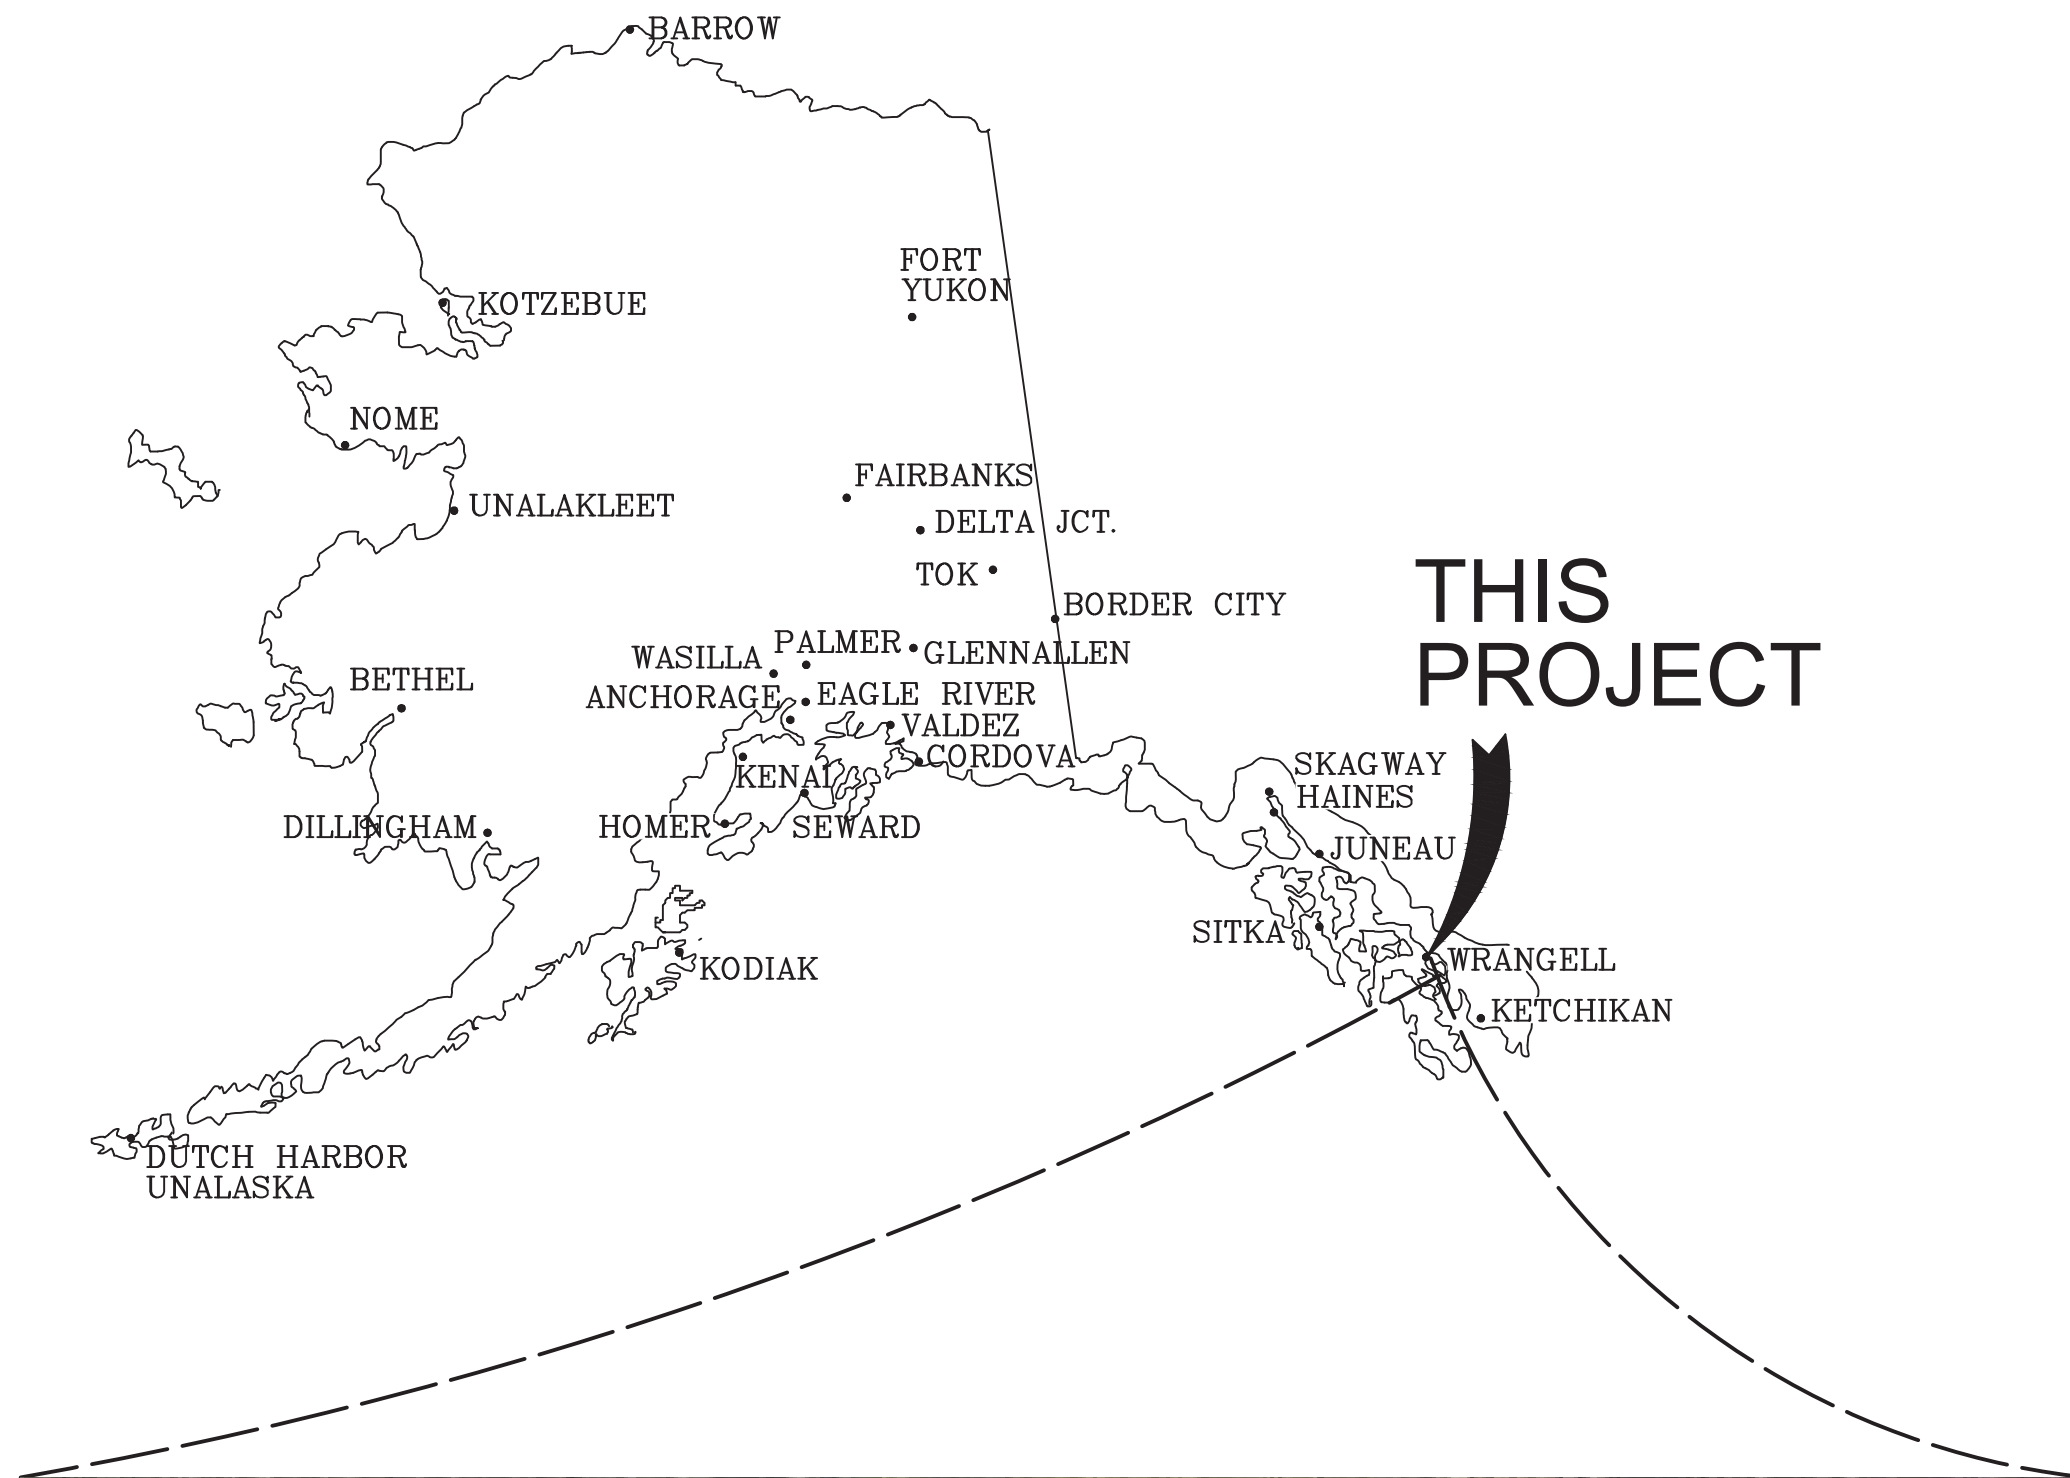 BARROW
FORT
YUKON
KOTZEBUE
NOME
FAIRBANKS
UNALAKLEET
DELTA JCT.
TOK
THIS
PROJECT
BORDER CITY
PALMER
GLENNALLEN
WASILLA
BETHEL
ANCHORAGE
EAGLE RIVER
VALDEZ
CORDOVA
KENAI
SKAGWAY
HAINES
DILLINGHAM
HOMER
SEWARD
JUNEAU
SITKA
WRANGELL
KODIAK
KETCHIKAN
DUTCH HARBOR
UNALASKA